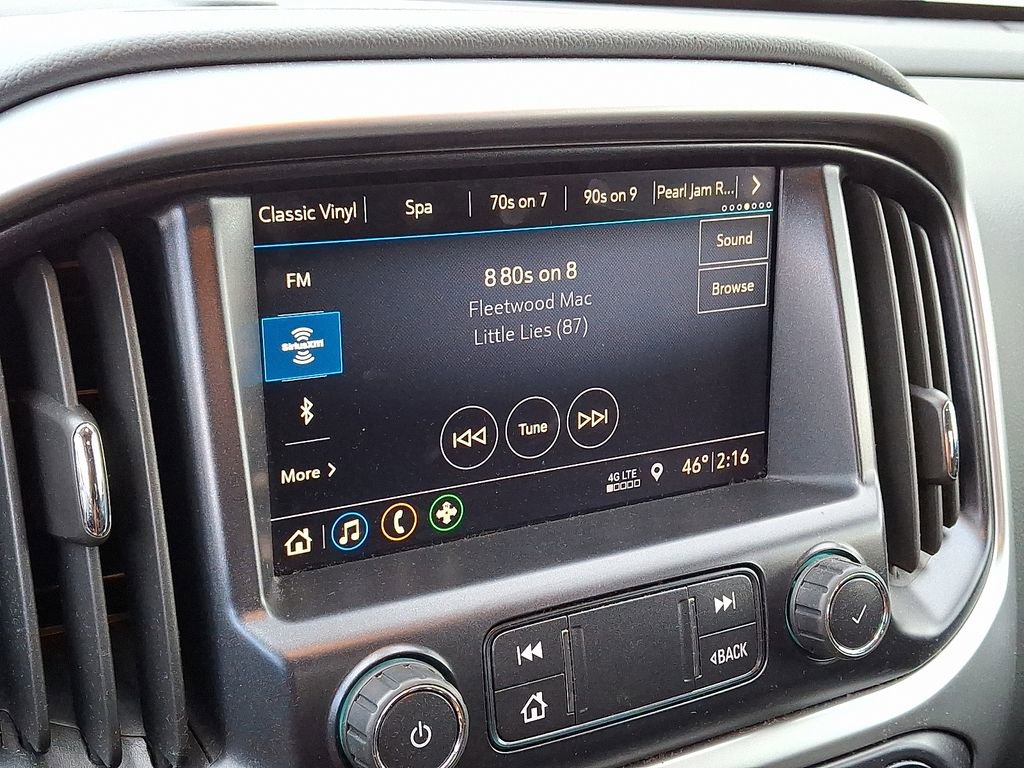 Classic Vinyl Spa 70s on 7 90s on 9 Pearl Jam R...
Sound
FM
8 80s on 8
Browse
Fleetwood Mac
SiriusXM
Little Lies (87)
Tune
More
4G LTE
46° 2:16
BACK